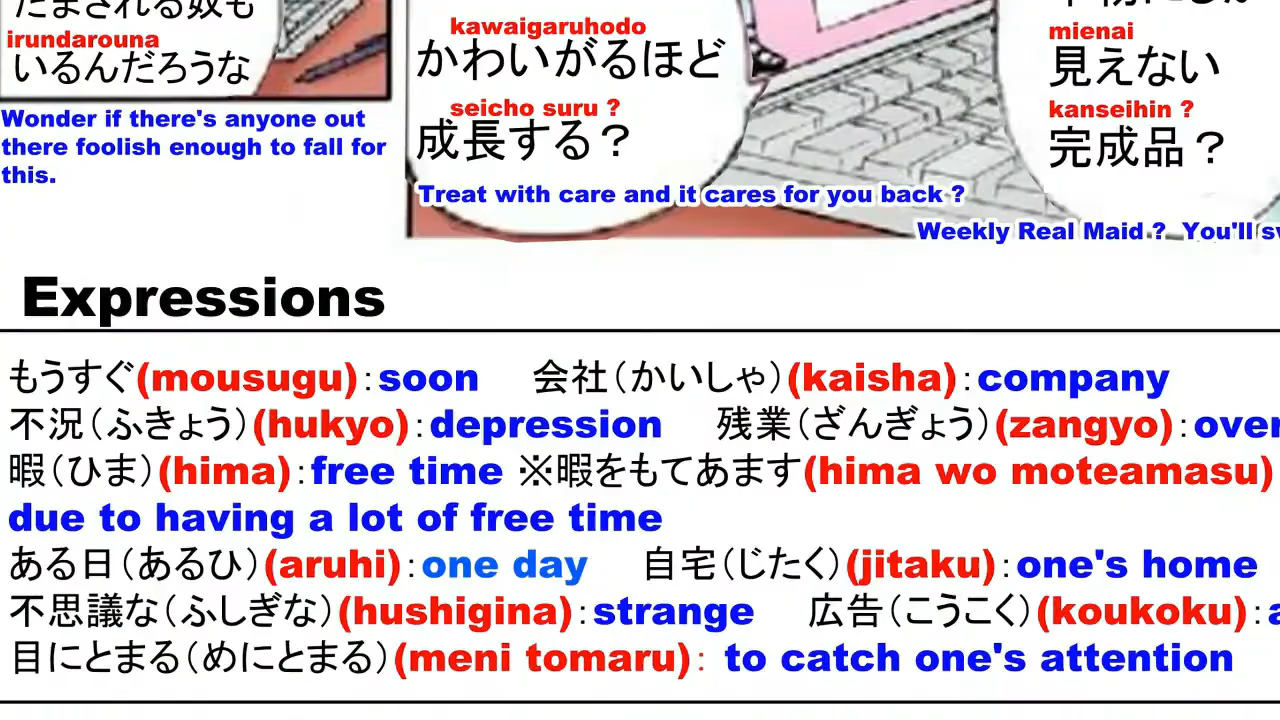 だまされる奴も
irundarouna
いるんだろうな
Wonder if there's anyone out
there foolish enough to fall for
this.
kawaigaruhodo
かわいがるほど
seicho suru ?
成長する？
Treat with care and it cares for you back ?
mienai
見えない
kanseihin ?
完成品？
Weekly Real Maid ? You'll
Expressions
もうすぐ(mousugu):soon 会社（かいしゃ）(kaisha):company
不況（ふきょう）(hukyo):depression 残業（ざんぎょう）(zangyo):over
暇（ひま）(hima):free time ※暇をもてあます(hima wo moteamasu)
due to having a lot of free time
ある日（あるひ）(aruhi):one day 自宅（じたく）(jitaku):one's home
不思議な（ふしぎな）(hushigina):strange 広告（こうこく）(koukoku):a
目にとまる（めにとまる）(meni tomaru): to catch one's attention